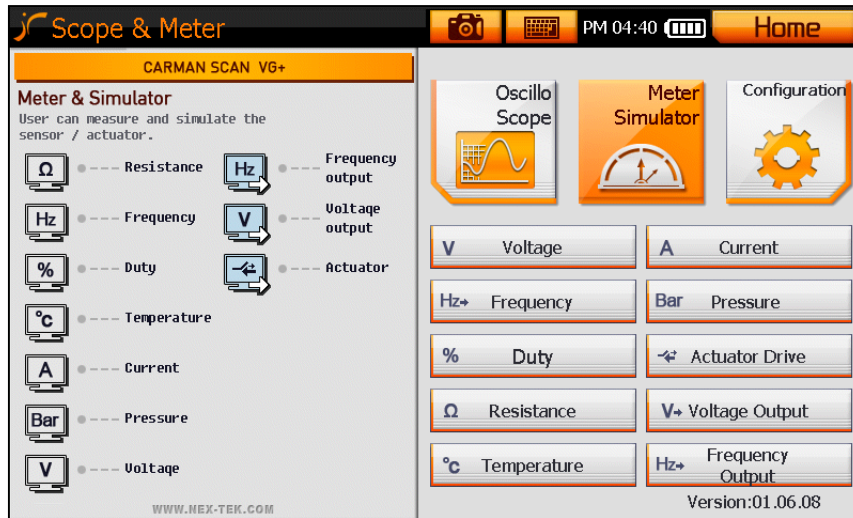 Scope & Meter
PM 04:40
Home
CARMAN SCAN VG+
Meter & Simulator
User can measure and simulate the
sensor / actuator.
Ω Resistance
Hz Frequency output
Hz Frequency
V Voltage output
% Duty
Actuator
°C Temperature
A Current
Bar Pressure
V Voltage
WWW.NEX-TEK.COM
Oscillo
Scope
Meter
Simulator
Configuration
V Voltage
A Current
Hz Frequency
Bar Pressure
% Duty
Actuator Drive
Ω Resistance
V Voltage Output
°C Temperature
Hz Frequency
Output
Version:01.06.08